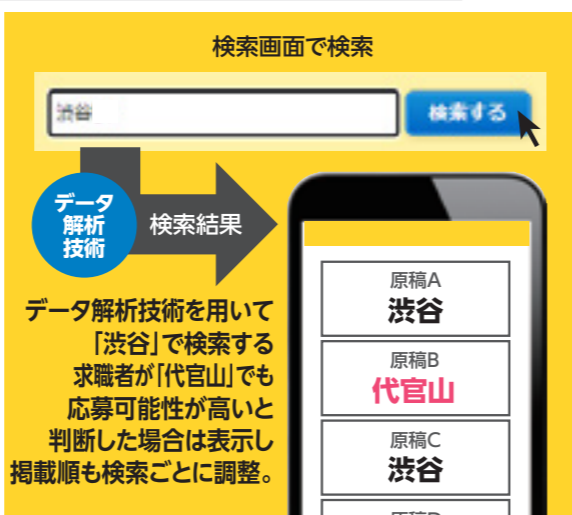 検索画面で検索
渋谷
検索する
データ
解析
技術
検索結果
データ解析技術を用いて
「渋谷」で検索する
求職者が「代官山」でも
応募可能性が高いと
判断した場合は表示し
掲載順も検索ごとに調整。
原稿A
渋谷
原稿B
代官山
原稿C
渋谷